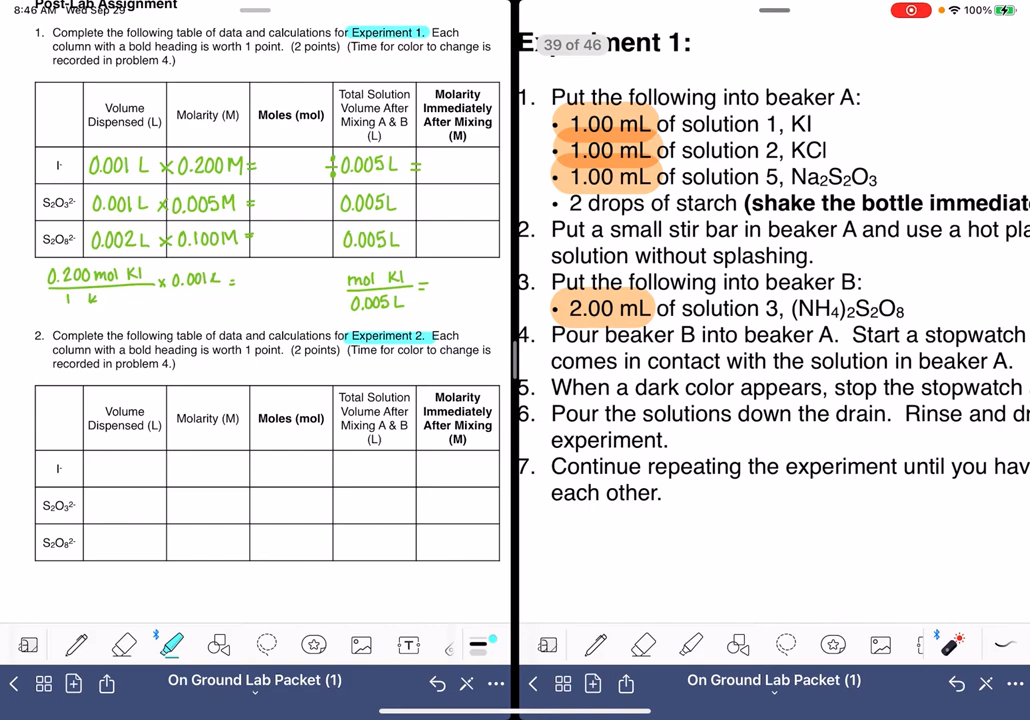 Post-Lab Assignment
8:46 AM Wed Sep 29
100%
1. Complete the following table of data and calculations for Experiment 1. Each
column with a bold heading is worth 1 point. (2 points) (Time for color to change is
recorded in problem 4.)
Volume Dispensed (L) Molarity (M) Moles (mol) Total Solution Volume After Mixing A & B (L) Molarity Immediately After Mixing (M)
I- 0.001 L × 0.200 M = ÷ 0.005 L =
S₂O₃²⁻ 0.001 L × 0.005 M = 0.005L
S₂O₈²⁻ 0.002 L × 0.100 M = 0.005 L
0.200 mol KI
1 L
× 0.001 L =
mol KI
0.005 L
=
2. Complete the following table of data and calculations for Experiment 2. Each
column with a bold heading is worth 1 point. (2 points) (Time for color to change is
recorded in problem 4.)
Volume Dispensed (L) Molarity (M) Moles (mol) Total Solution Volume After Mixing A & B (L) Molarity Immediately After Mixing (M)
I-
S₂O₃²⁻
S₂O₈²⁻
T
On Ground Lab Packet (1)
39 of 46
ment 1:
1. Put the following into beaker A:
• 1.00 mL of solution 1, KI
• 1.00 mL of solution 2, KCl
• 1.00 mL of solution 5, Na₂S₂O₃
• 2 drops of starch (shake the bottle immediat
2. Put a small stir bar in beaker A and use a hot pla
solution without splashing.
3. Put the following into beaker B:
• 2.00 mL of solution 3, (NH₄)₂S₂O₈
4. Pour beaker B into beaker A. Start a stopwatch
comes in contact with the solution in beaker A.
5. When a dark color appears, stop the stopwatch
6. Pour the solutions down the drain. Rinse and dr
experiment.
7. Continue repeating the experiment until you hav
each other.
On Ground Lab Packet (1)